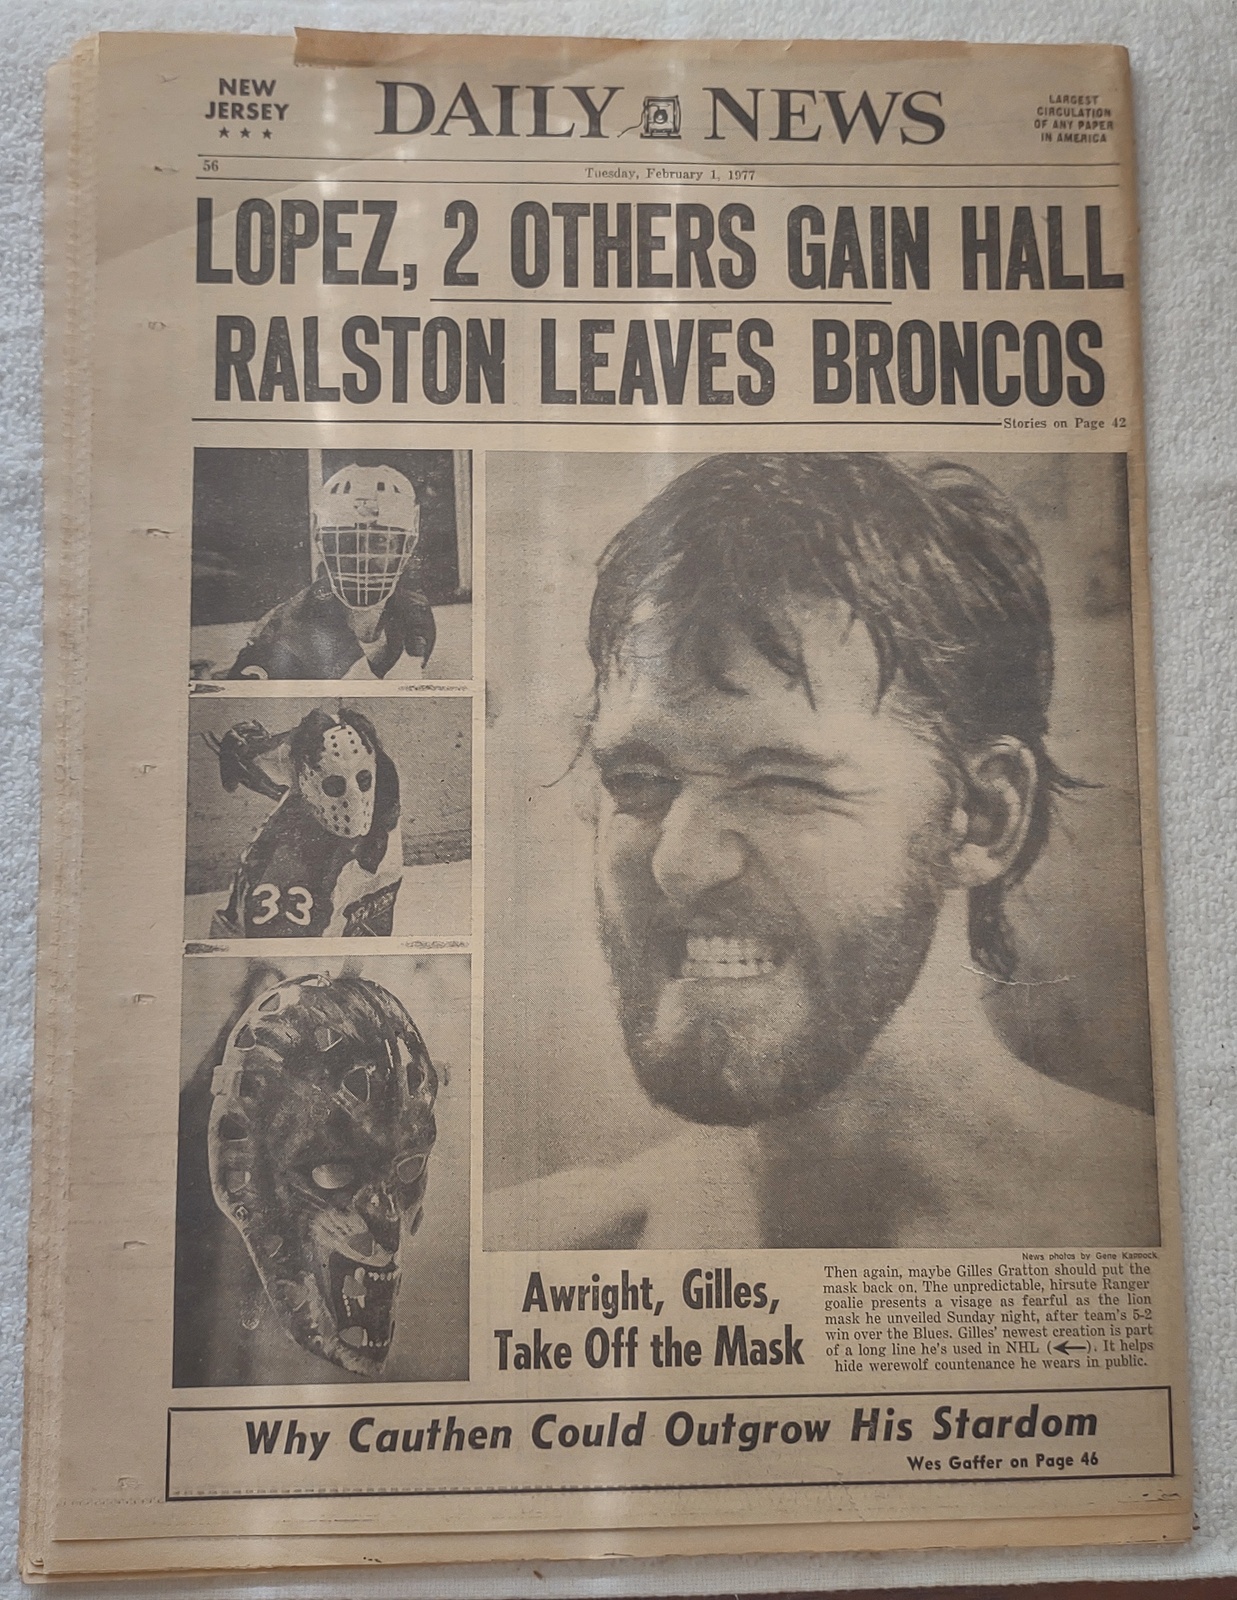 NEW
JERSEY
★ ★ ★
DAILY NEWS
LARGEST
CIRCULATION
OF ANY PAPER
IN AMERICA
56
Tuesday, February 1, 1977
LOPEZ, 2 OTHERS GAIN HALL
RALSTON LEAVES BRONCOS
Stories on Page 42
33
News photos by Gene Kappock
Awright, Gilles,
Take Off the Mask
Then again, maybe Gilles Gratton should put the
mask back on. The unpredictable, hirsute Ranger
goalie presents a visage as fearful as the lion
mask he unveiled Sunday night, after team's 5-2
win over the Blues. Gilles' newest creation is part
of a long line he's used in NHL (←). It helps
hide werewolf countenance he wears in public.
Why Cauthen Could Outgrow His Stardom
Wes Gaffer on Page 46